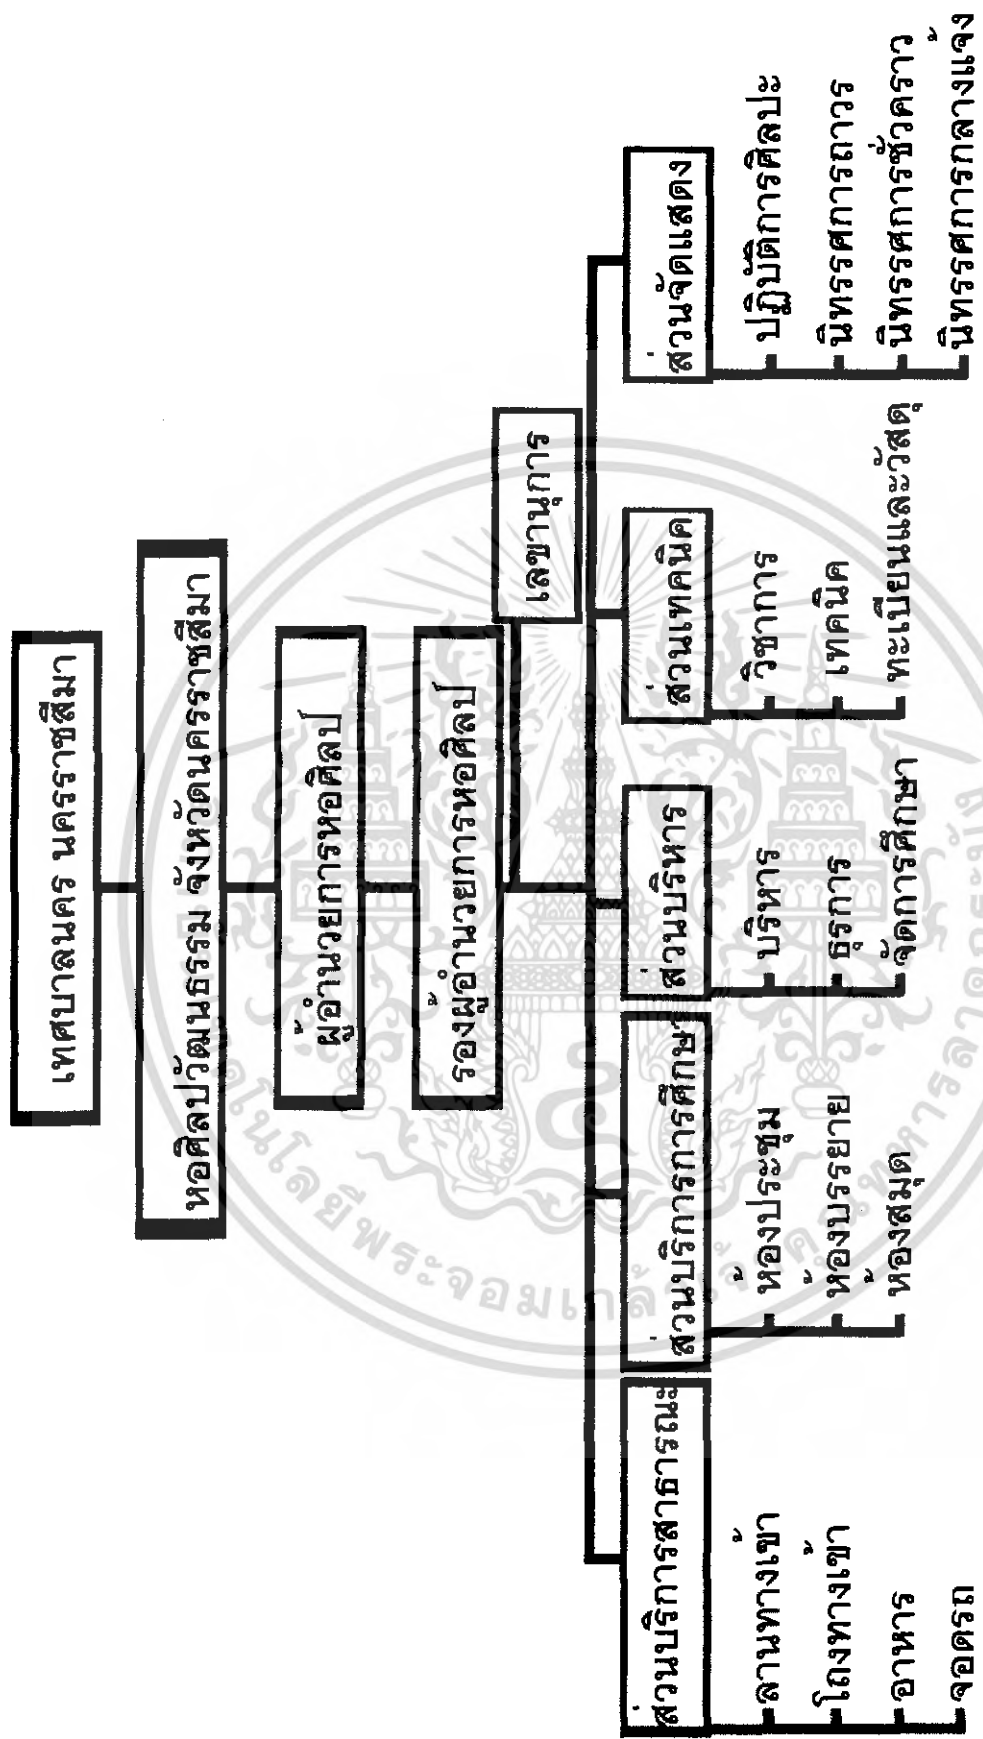 เทศบาลนคร นครราชสีมา
หอศิลปวัฒนธรรม จังหวัดนครราชสีมา
ผู้อำนวยการหอศิลป์
รองผู้อำนวยการหอศิลป์
เลขานุการ
ส่วนบริการสาธารณะ
ลานทางเข้า
โถงทางเข้า
อาหาร
จอดรถ
ส่วนบริการการศึกษา
ห้องประชุม
ห้องบรรยาย
ห้องสมุด
ส่วนบริหาร
บริหาร
ธุรการ
จัดการศึกษา
ส่วนเทคนิค
วิชาการ
เทคนิค
ทะเบียนและวัสดุ
ส่วนจัดแสดง
ปฏิบัติการศิลปะ
นิทรรศการถาวร
นิทรรศการชั่วคราว
นิทรรศการกลางแจ้ง